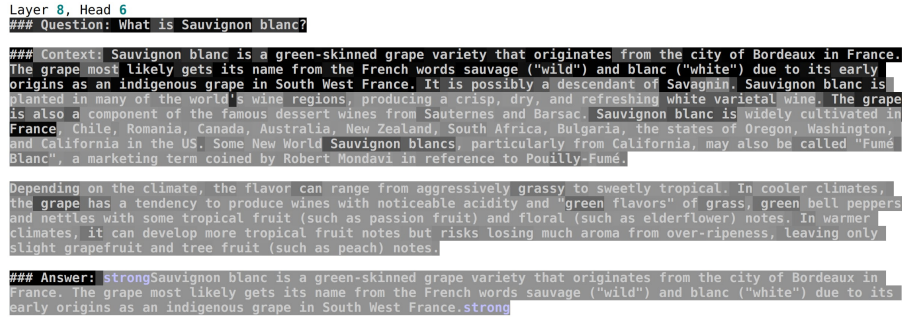 Layer 8, Head 6
### Question: What is Sauvignon blanc?
### Context: Sauvignon blanc is a green-skinned grape variety that originates from the city of Bordeaux in France.
The grape most likely gets its name from the French words sauvage ("wild") and blanc ("white") due to its early
origins as an indigenous grape in South West France. It is possibly a descendant of Savagnin. Sauvignon blanc is
planted in many of the world's wine regions, producing a crisp, dry, and refreshing white varietal wine. The grape
is also a component of the famous dessert wines from Sauternes and Barsac. Sauvignon blanc is widely cultivated in
France, Chile, Romania, Canada, Australia, New Zealand, South Africa, Bulgaria, the states of Oregon, Washington,
and California in the US. Some New World Sauvignon blancs, particularly from California, may also be called "Fumé
Blanc", a marketing term coined by Robert Mondavi in reference to Pouilly-Fumé.
Depending on the climate, the flavor can range from aggressively grassy to sweetly tropical. In cooler climates,
the grape has a tendency to produce wines with noticeable acidity and "green flavors" of grass, green bell peppers
and nettles with some tropical fruit (such as passion fruit) and floral (such as elderflower) notes. In warmer
climates, it can develop more tropical fruit notes but risks losing much aroma from over-ripeness, leaving only
slight grapefruit and tree fruit (such as peach) notes.
### Answer: strongSauvignon blanc is a green-skinned grape variety that originates from the city of Bordeaux in
France. The grape most likely gets its name from the French words sauvage ("wild") and blanc ("white") due to its
early origins as an indigenous grape in South West France.strong